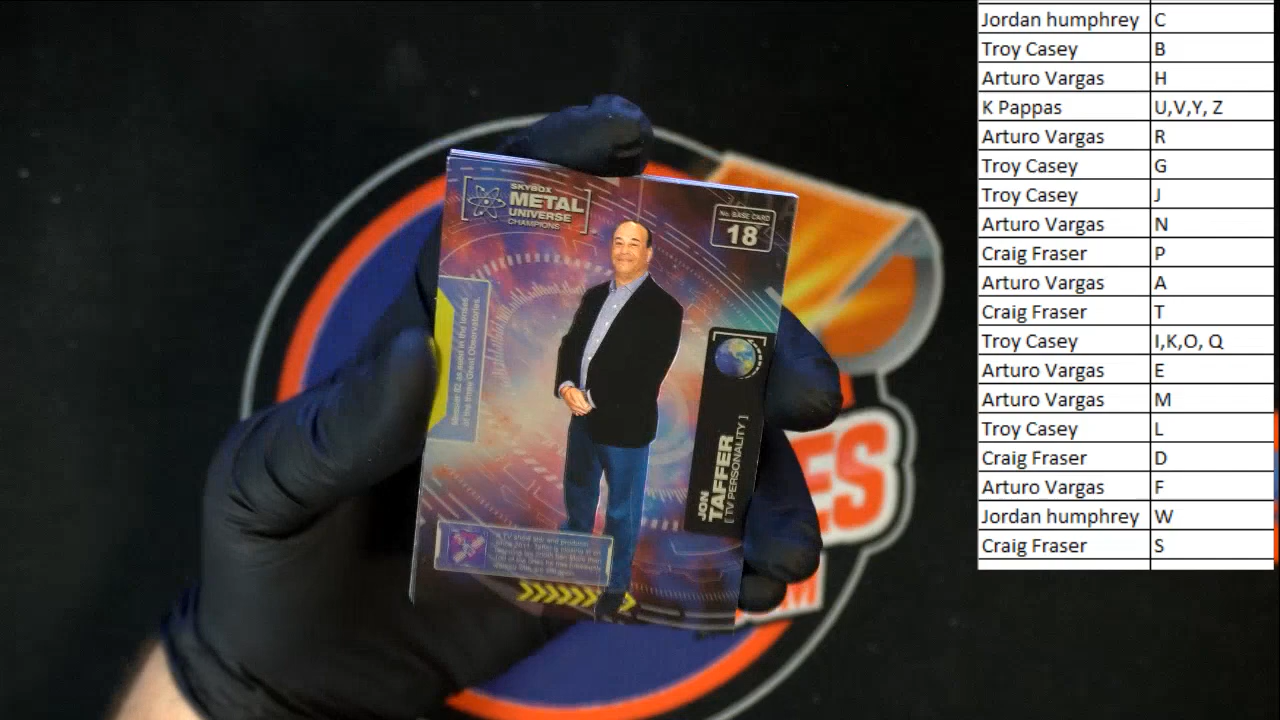 SKYBOX
METAL
UNIVERSE
CHAMPIONS
No. BASE CARD
18
JON
TAFFER
[ TV PERSONALITY ]
Jordan humphrey C
Troy Casey B
Arturo Vargas H
K Pappas U,V,Y, Z
Arturo Vargas R
Troy Casey G
Troy Casey J
Arturo Vargas N
Craig Fraser P
Arturo Vargas A
Craig Fraser T
Troy Casey I,K,O, Q
Arturo Vargas E
Arturo Vargas M
Troy Casey L
Craig Fraser D
Arturo Vargas F
Jordan humphrey W
Craig Fraser S